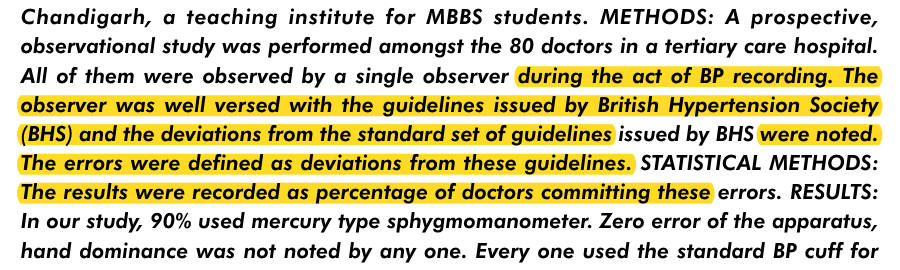 Chandigarh, a teaching institute for MBBS students. METHODS: A prospective,
observational study was performed amongst the 80 doctors in a tertiary care hospital.
All of them were observed by a single observer during the act of BP recording. The
observer was well versed with the guidelines issued by British Hypertension Society
(BHS) and the deviations from the standard set of guidelines issued by BHS were noted.
The errors were defined as deviations from these guidelines. STATISTICAL METHODS:
The results were recorded as percentage of doctors committing these errors. RESULTS:
In our study, 90% used mercury type sphygmomanometer. Zero error of the apparatus,
hand dominance was not noted by any one. Every one used the standard BP cuff for